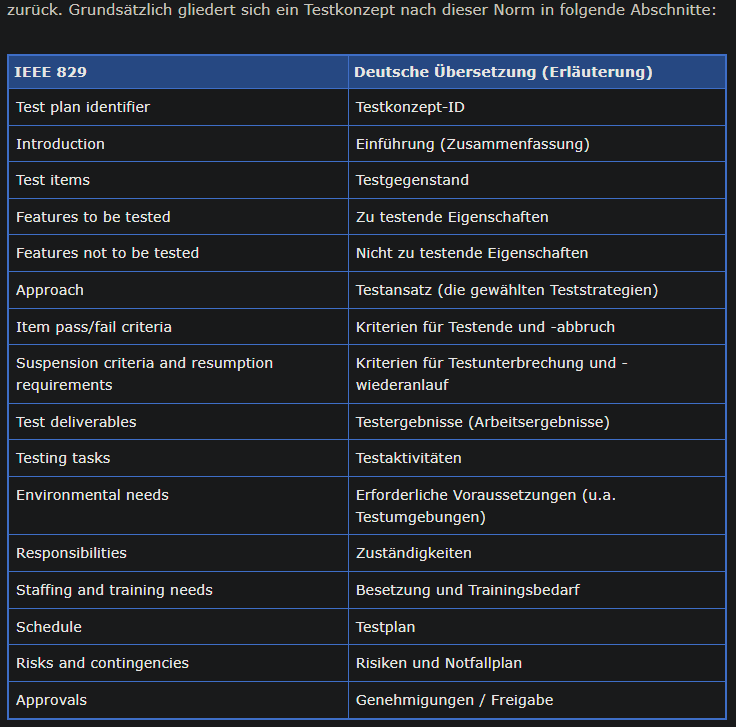 zurück. Grundsätzlich gliedert sich ein Testkonzept nach dieser Norm in folgende Abschnitte:
IEEE 829
Deutsche Übersetzung (Erläuterung)
Test plan identifier
Testkonzept-ID
Introduction
Einführung (Zusammenfassung)
Test items
Testgegenstand
Features to be tested
Zu testende Eigenschaften
Features not to be tested
Nicht zu testende Eigenschaften
Approach
Testansatz (die gewählten Teststrategien)
Item pass/fail criteria
Kriterien für Testende und -abbruch
Suspension criteria and resumption
requirements
Kriterien für Testunterbrechung und -
wiederanlauf
Test deliverables
Testergebnisse (Arbeitsergebnisse)
Testing tasks
Testaktivitäten
Environmental needs
Erforderliche Voraussetzungen (u.a.
Testumgebungen)
Responsibilities
Zuständigkeiten
Staffing and training needs
Besetzung und Trainingsbedarf
Schedule
Testplan
Risks and contingencies
Risiken und Notfallplan
Approvals
Genehmigungen / Freigabe